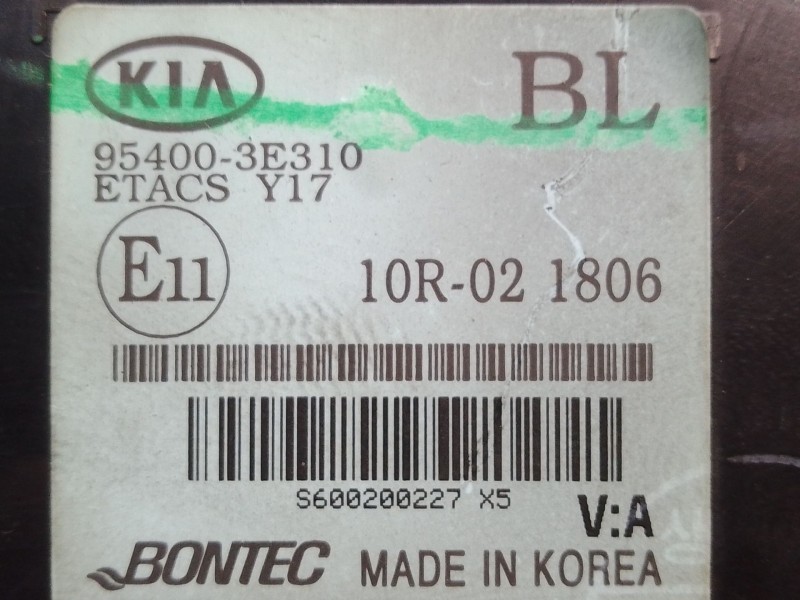 KIA BL
95400-3E310
ETACS Y17
E11 10R-02 1806
S600200227 X5
V:A
BONTEC MADE IN KOREA